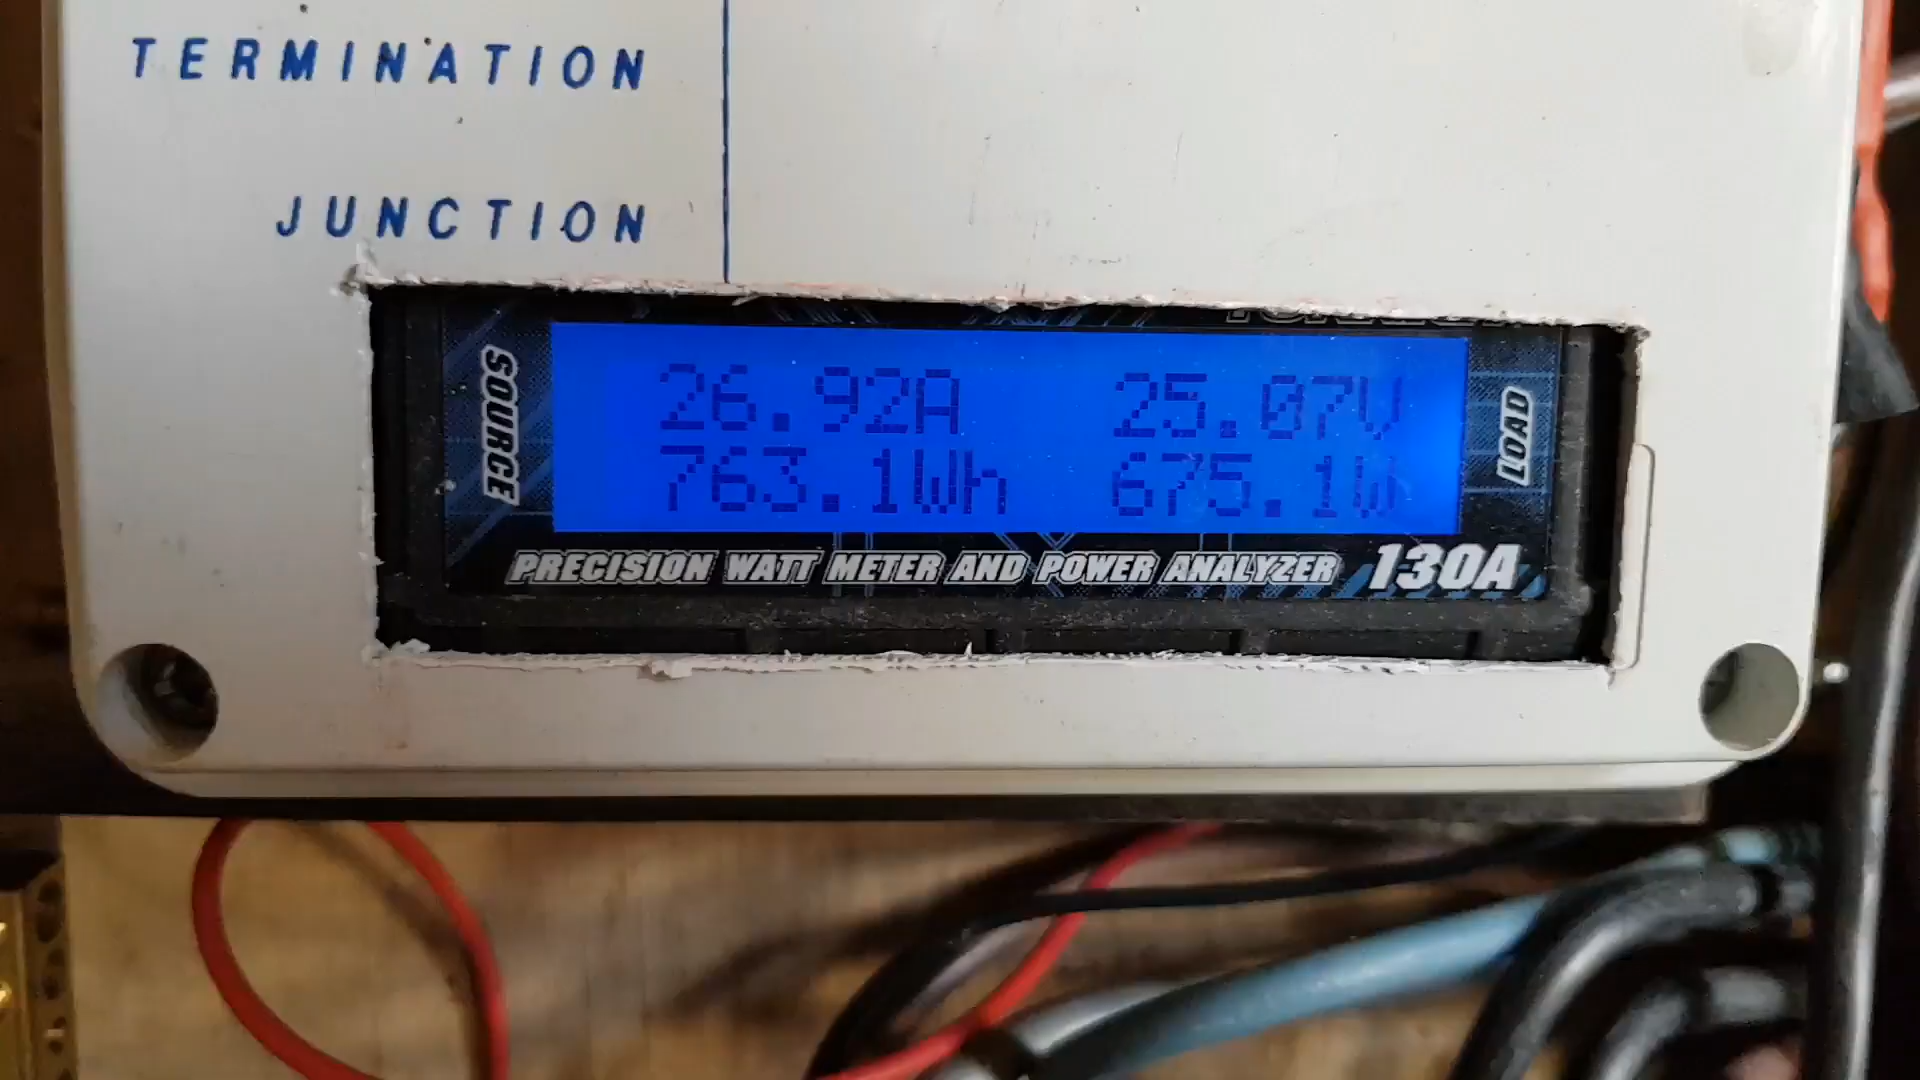 TERMINATION
JUNCTION
SOURCE
26.92A 25.07V
763.1Wh 675.1W
LOAD
PRECISION WATT METER AND POWER ANALYZER 130A